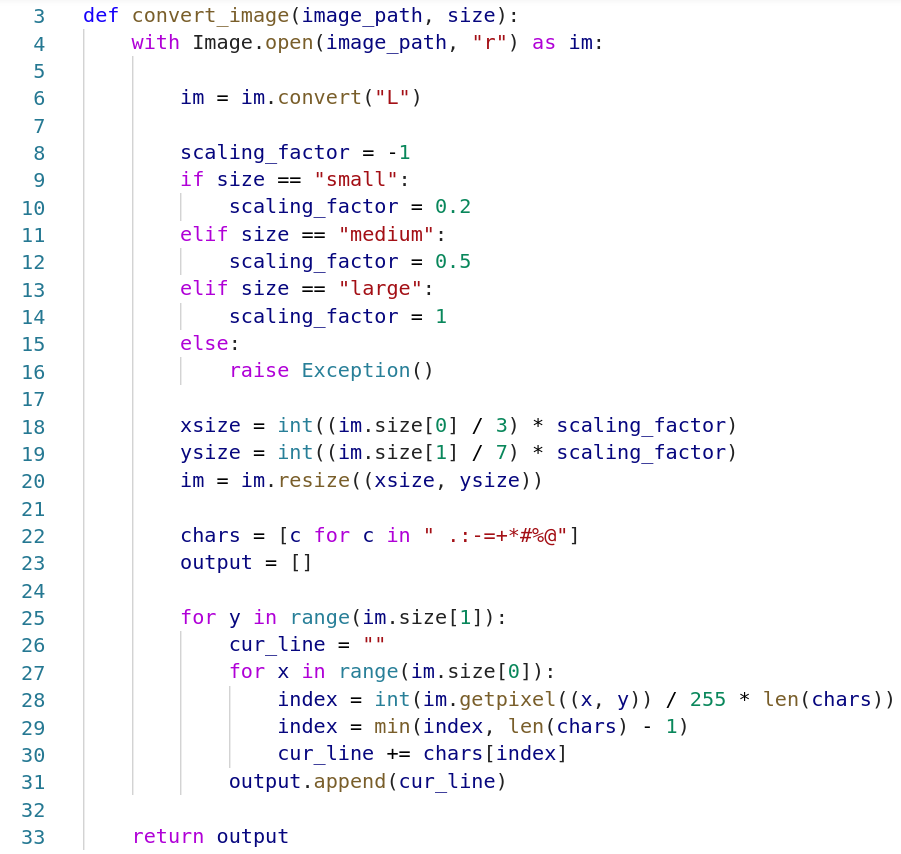 3 def convert_image(image_path, size):
4     with Image.open(image_path, "r") as im:
5
6         im = im.convert("L")
7
8         scaling_factor = -1
9         if size == "small":
10             scaling_factor = 0.2
11         elif size == "medium":
12             scaling_factor = 0.5
13         elif size == "large":
14             scaling_factor = 1
15         else:
16             raise Exception()
17
18         xsize = int((im.size[0] / 3) * scaling_factor)
19         ysize = int((im.size[1] / 7) * scaling_factor)
20         im = im.resize((xsize, ysize))
21
22         chars = [c for c in " .:-=+*#%@"]
23         output = []
24
25         for y in range(im.size[1]):
26             cur_line = ""
27             for x in range(im.size[0]):
28                 index = int(im.getpixel((x, y)) / 255 * len(chars))
29                 index = min(index, len(chars) - 1)
30                 cur_line += chars[index]
31             output.append(cur_line)
32
33     return output